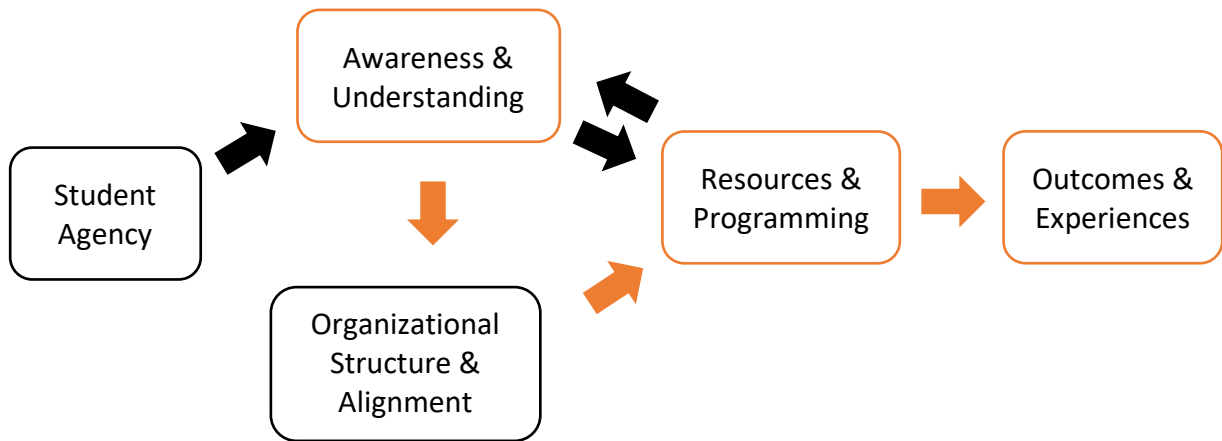 Awareness &
Understanding
Student
Agency
Resources &
Programming
Outcomes &
Experiences
Organizational
Structure &
Alignment